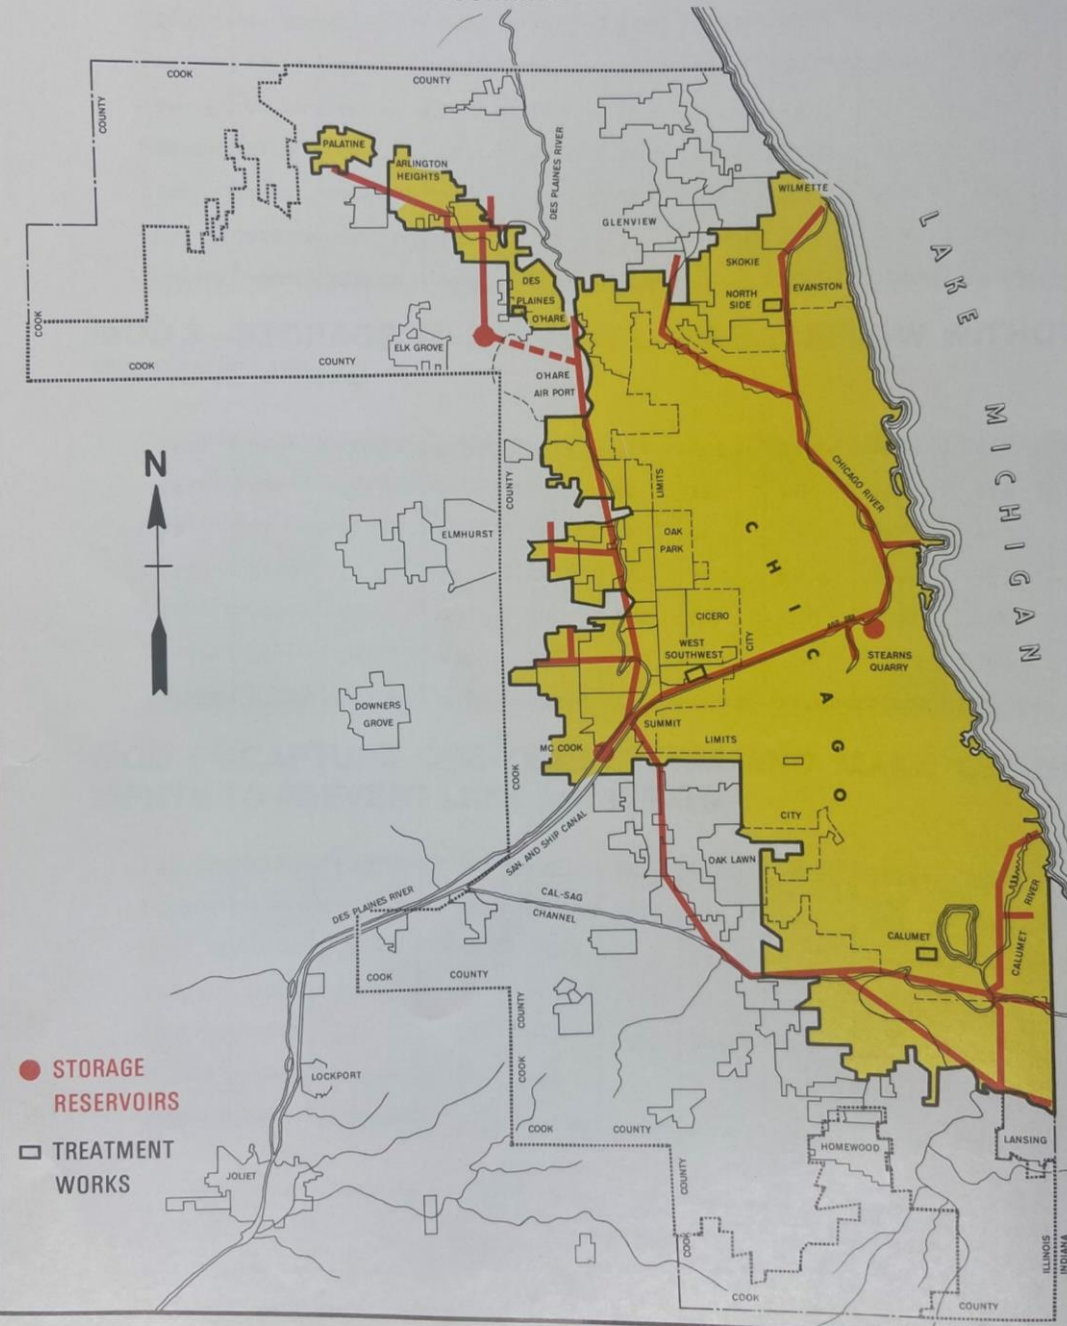 COOK
COUNTY
COUNTY
PALATINE
ARLINGTON
HEIGHTS
DES PLAINES RIVER
WILMETTE
GLENVIEW
LAKE
MICHIGAN
SKOKIE
NORTH
SIDE
EVANSTON
DES
PLAINES
O'HARE
COOK
ELK GROVE
COOK
COUNTY
O'HARE
AIR PORT
N
COUNTY
LIMITS
CHICAGO RIVER
ELMHURST
OAK
PARK
CHICAGO
CICERO
WEST
SOUTHWEST
CITY
STEARNS
QUARRY
DOWNERS
GROVE
SUMMIT
MC COOK
LIMITS
COOK
CITY
SAN. AND SHIP CANAL
OAK LAWN
DES PLAINES RIVER
CAL-SAG
CHANNEL
CALUMET
CALUMET
RIVER
COOK
COUNTY
COUNTY
COOK
STORAGE
RESERVOIRS
LOCKPORT
TREATMENT
WORKS
COOK
COUNTY
HOMEWOOD
LANSING
JOLIET
COUNTY
COOK
ILLINOIS
INDIANA
COOK
COUNTY